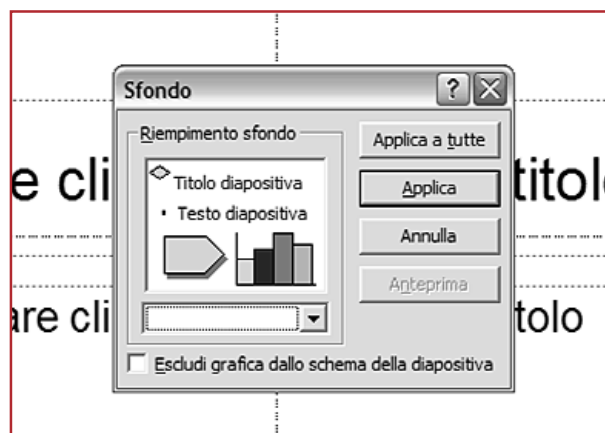 Sfondo
Riempimento sfondo
Titolo diapositiva
Testo diapositiva
Applica a tutte
Applica
Annulla
Anteprima
Escludi grafica dallo schema della diapositiva
e cli
titolo
are cli
tolo